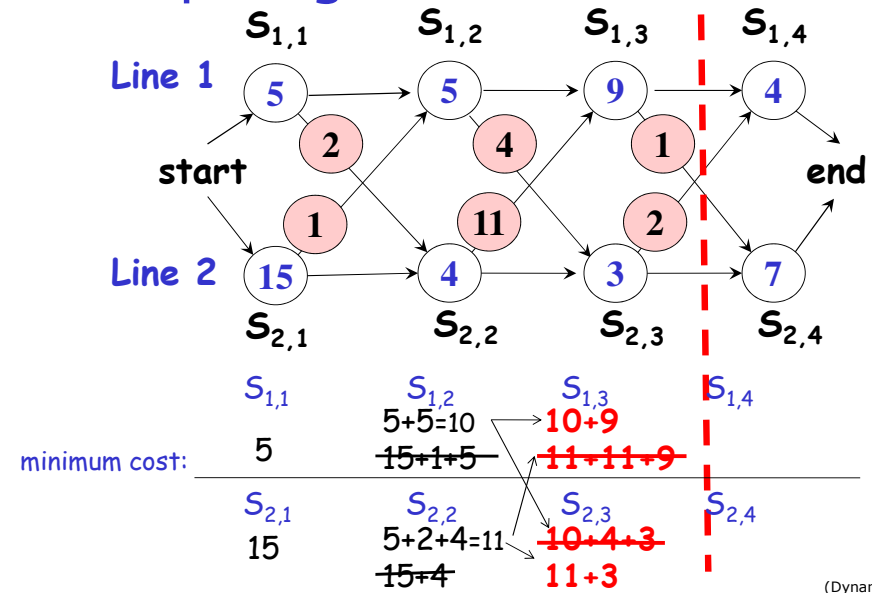 S1,1 S1,2 S1,3 S1,4
Line 1 5 5 9 4
2 4 1
start end
1 11 2
Line 2 15 4 3 7
S2,1 S2,2 S2,3 S2,4
S1,1 S1,2 S1,3 S1,4
5+5=10 10+9
5
minimum cost: 15+1+5 11+11+9
S2,1 S2,2 S2,3 S2,4
15 5+2+4=11 10+4+3
15+4 11+3
(Dynam